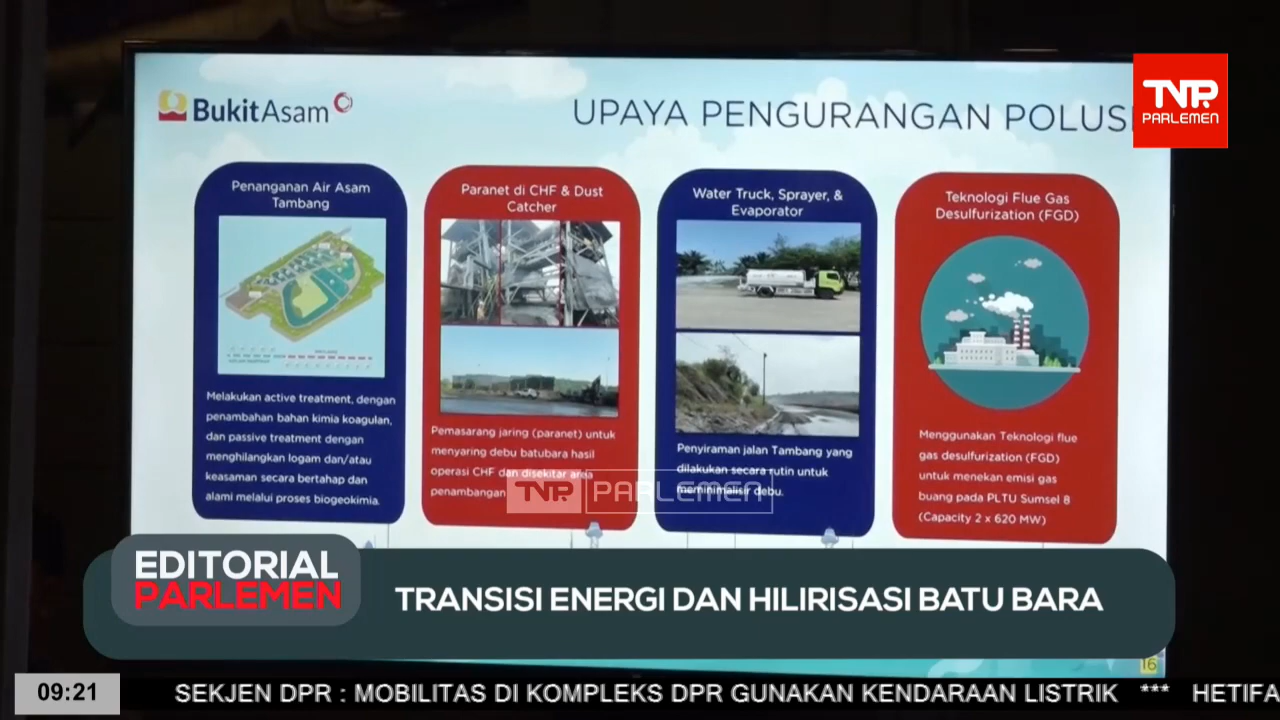 BukitAsam
UPAYA PENGURANGAN POLUSI
TVP.
PARLEMEN
Penanganan Air Asam
Tambang
Melakukan active treatment, dengan
penambahan bahan kimia koagulan,
dan passive treatment dengan
menghilangkan logam dan/atau
keasaman secara bertahap dan
alami melalui proses biogeokimia.
Paranet di CHF & Dust
Catcher
Pemasarang jaring (paranet) untuk
menyaring debu batubara hasil
operasi CHF dan disekitar area
penambangan
Water Truck, Sprayer, &
Evaporator
Penyiraman jalan Tambang yang
dilakukan secara rutin untuk
meminimalisir debu.
Teknologi Flue Gas
Desulfurization (FGD)
Menggunakan Teknologi flue
gas desulfurization (FGD)
untuk menekan emisi gas
buang pada PLTU Sumsel 8
(Capacity 2 x 620 MW)
TVP. PARLEMEN
EDITORIAL
PARLEMEN
TRANSISI ENERGI DAN HILIRISASI BATU BARA
16
09:21
SEKJEN DPR : MOBILITAS DI KOMPLEKS DPR GUNAKAN KENDARAAN LISTRIK *** HETIFA